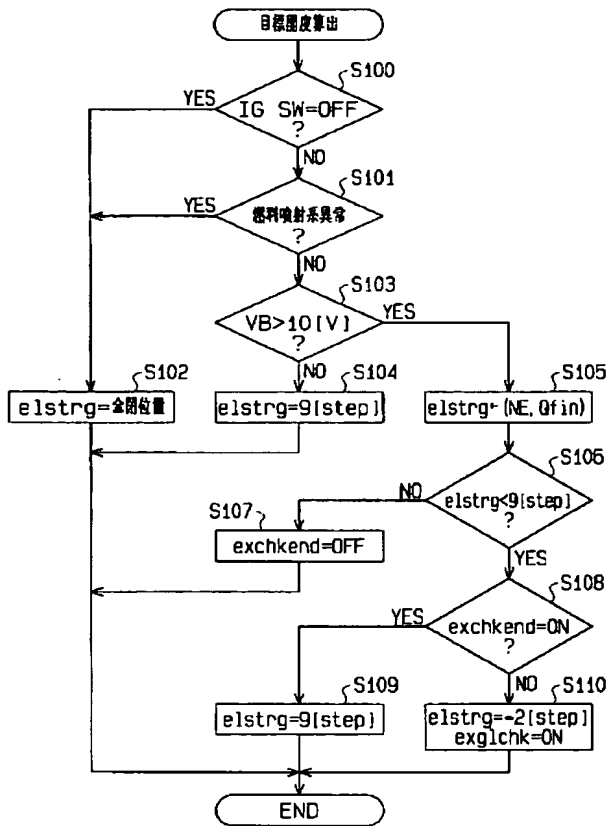 目標開度算出
S100
IG SW=OFF
?
YES
NO
S101
燃料噴射系異常
?
YES
NO
S103
VB>10[V]
?
YES
NO
S102
elstrg=全閉位置
S104
elstrg=9[step]
S105
elstrg←(NE,Qfin)
S106
elstrg<9[step]
?
NO
YES
S107
exchkend=OFF
S108
exchkend=ON
?
YES
NO
S109
elstrg=9[step]
S110
elstrg=-2[step]
exglchk=ON
END